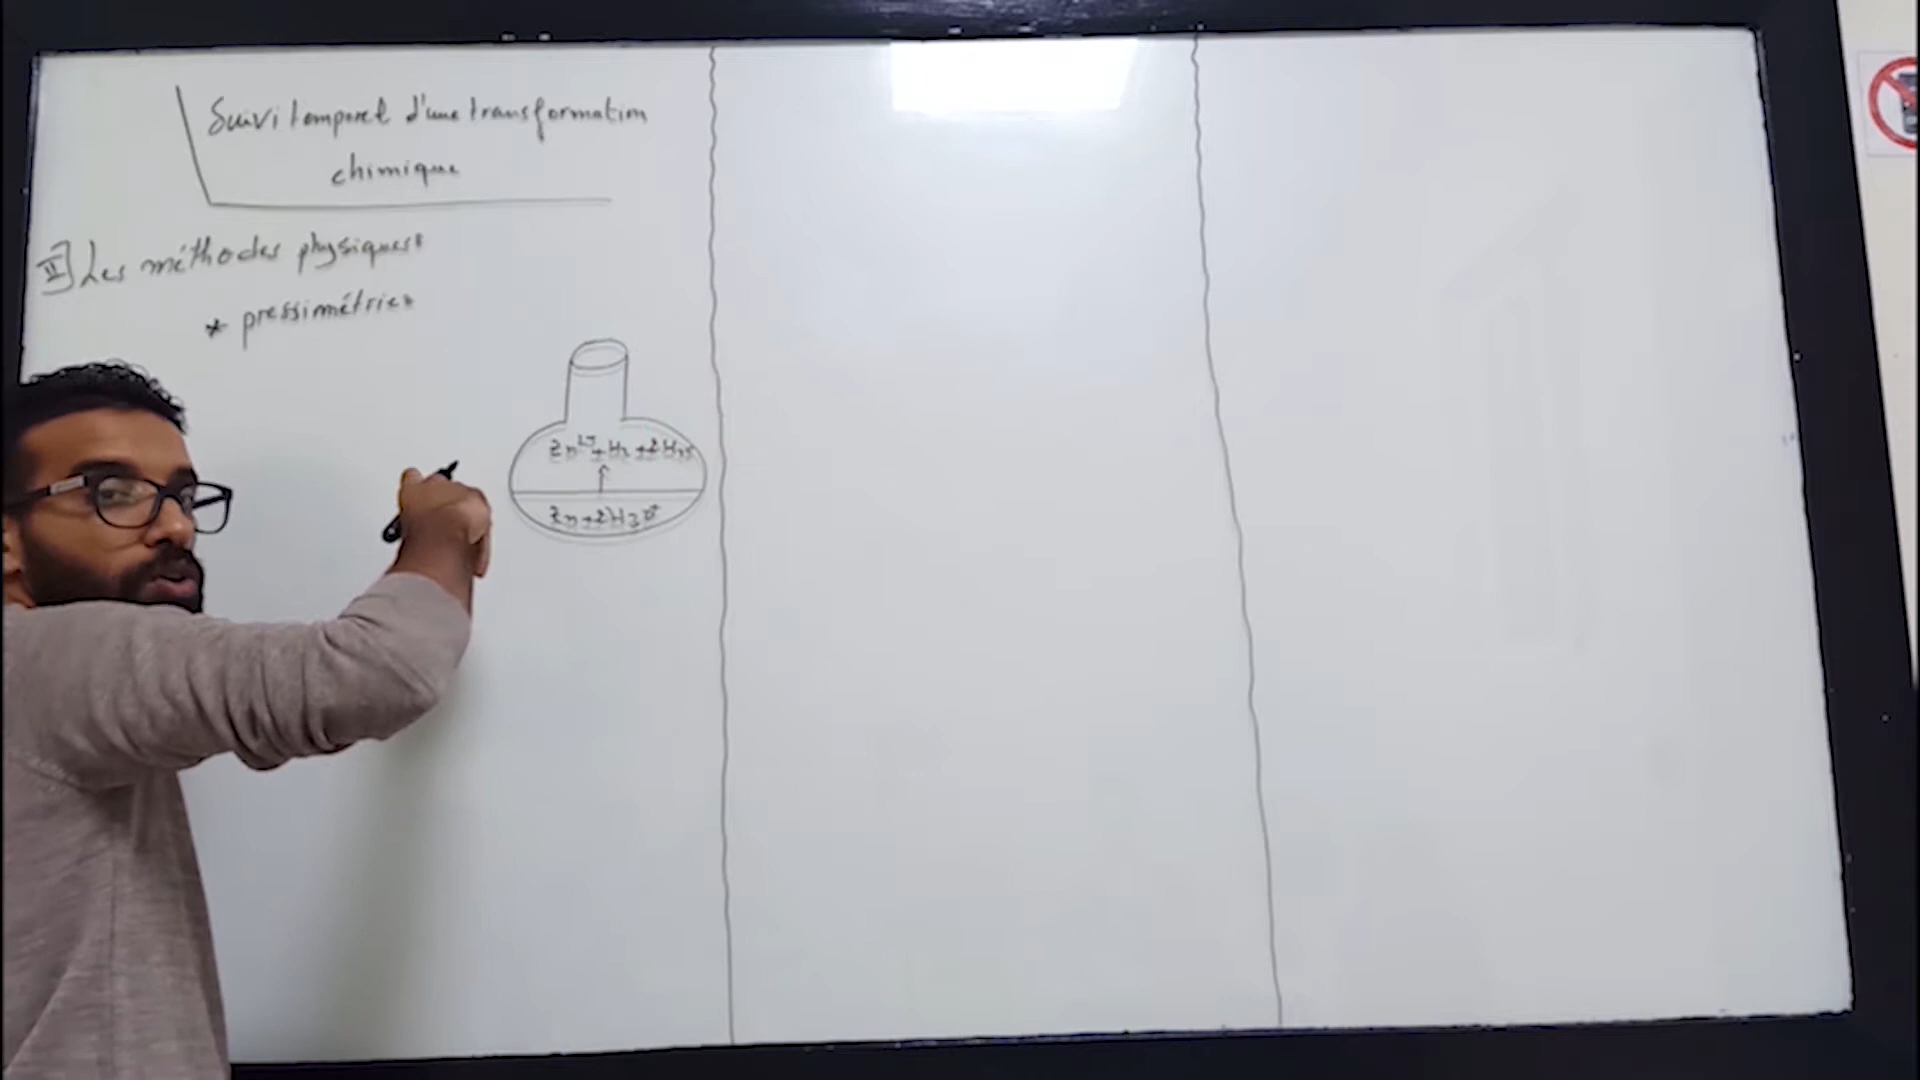 Suivi temporel d'une transformation
chimique
II] Les méthodes physiques
* pressimétrie
Zn²⁺ + H₂ + 2H₂O
Zn + 2H₃O⁺